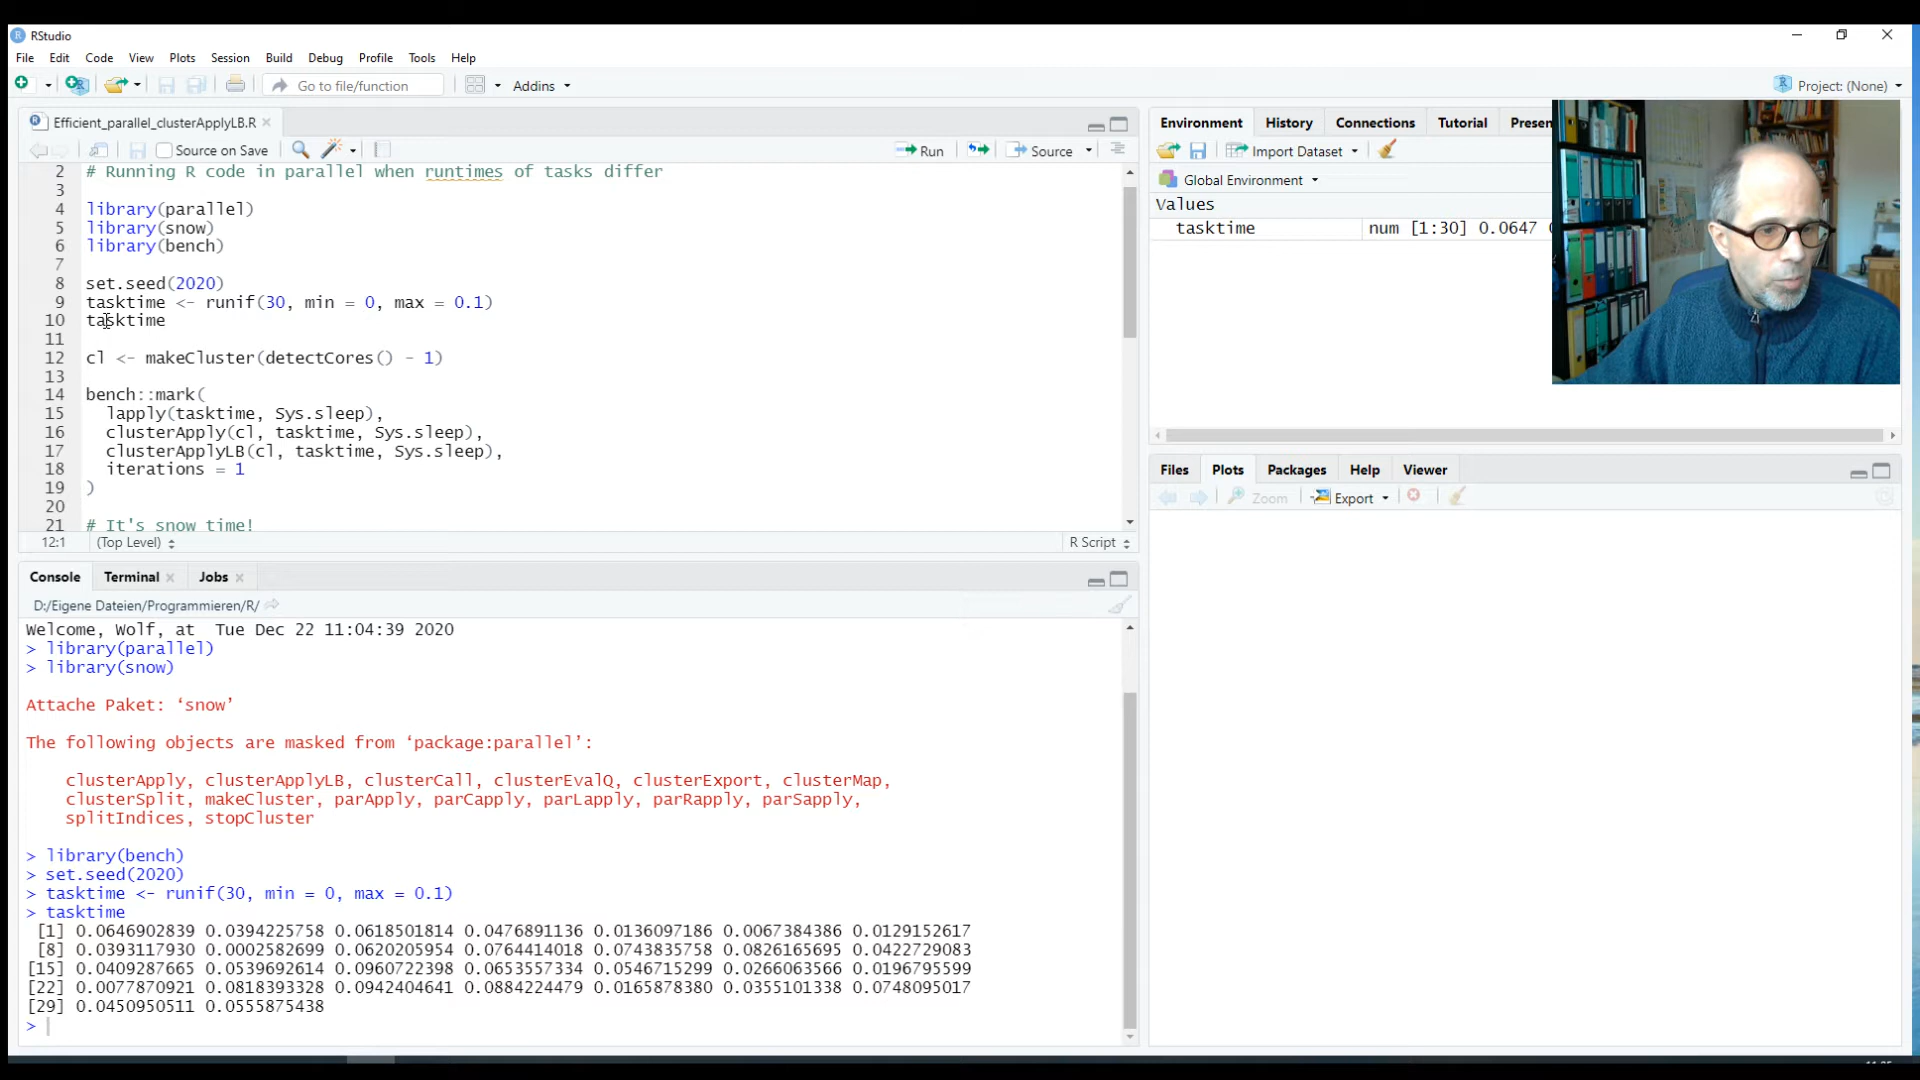 RStudio
File Edit Code View Plots Session Build Debug Profile Tools Help
Go to file/function Addins Project: (None)
Efficient_parallel_clusterApplyLB.R
Source on Save Run Source
2 # Running R code in parallel when runtimes of tasks differ
3
4 library(parallel)
5 library(snow)
6 library(bench)
7
8 set.seed(2020)
9 tasktime <- runif(30, min = 0, max = 0.1)
10 tasktime
11
12 cl <- makeCluster(detectCores() - 1)
13
14 bench::mark(
15 lapply(tasktime, Sys.sleep),
16 clusterApply(cl, tasktime, Sys.sleep),
17 clusterApplyLB(cl, tasktime, Sys.sleep),
18 iterations = 1
19 )
20
21 # It's snow time!
12:1 (Top Level) R Script
Console Terminal Jobs
D:/Eigene Dateien/Programmieren/R/
Welcome, Wolf, at Tue Dec 22 11:04:39 2020
> library(parallel)
> library(snow)
Attache Paket: ‘snow’
The following objects are masked from ‘package:parallel’:
clusterApply, clusterApplyLB, clusterCall, clusterEvalQ, clusterExport, clusterMap,
clusterSplit, makeCluster, parApply, parCapply, parLapply, parRapply, parSapply,
splitIndices, stopCluster
> library(bench)
> set.seed(2020)
> tasktime <- runif(30, min = 0, max = 0.1)
> tasktime
[1] 0.0646902839 0.0394225758 0.0618501814 0.0476891136 0.0136097186 0.0067384386 0.0129152617
[8] 0.0393117930 0.0002582699 0.0620205954 0.0764414018 0.0743835758 0.0826165695 0.0422729083
[15] 0.0409287665 0.0539692614 0.0960722398 0.0653557334 0.0546715299 0.0266063566 0.0196795599
[22] 0.0077870921 0.0818393328 0.0942404641 0.0884224479 0.0165878380 0.0355101338 0.0748095017
[29] 0.0450950511 0.0555875438
>
Environment History Connections Tutorial Presen
Import Dataset
Global Environment
Values
tasktime num [1:30] 0.0647
Files Plots Packages Help Viewer
Zoom Export